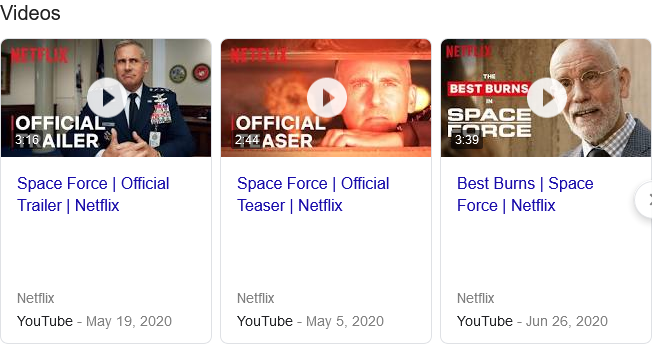 Videos
NETFLIX
OFFICIAL
TRAILER
3:16
NETFLIX
OFFICIAL
TEASER
2:44
NETFLIX
THE
BEST BURNS
IN
SPACE
FORCE
3:39
Space Force | Official
Trailer | Netflix
Netflix
YouTube - May 19, 2020
Space Force | Official
Teaser | Netflix
Netflix
YouTube - May 5, 2020
Best Burns | Space
Force | Netflix
Netflix
YouTube - Jun 26, 2020